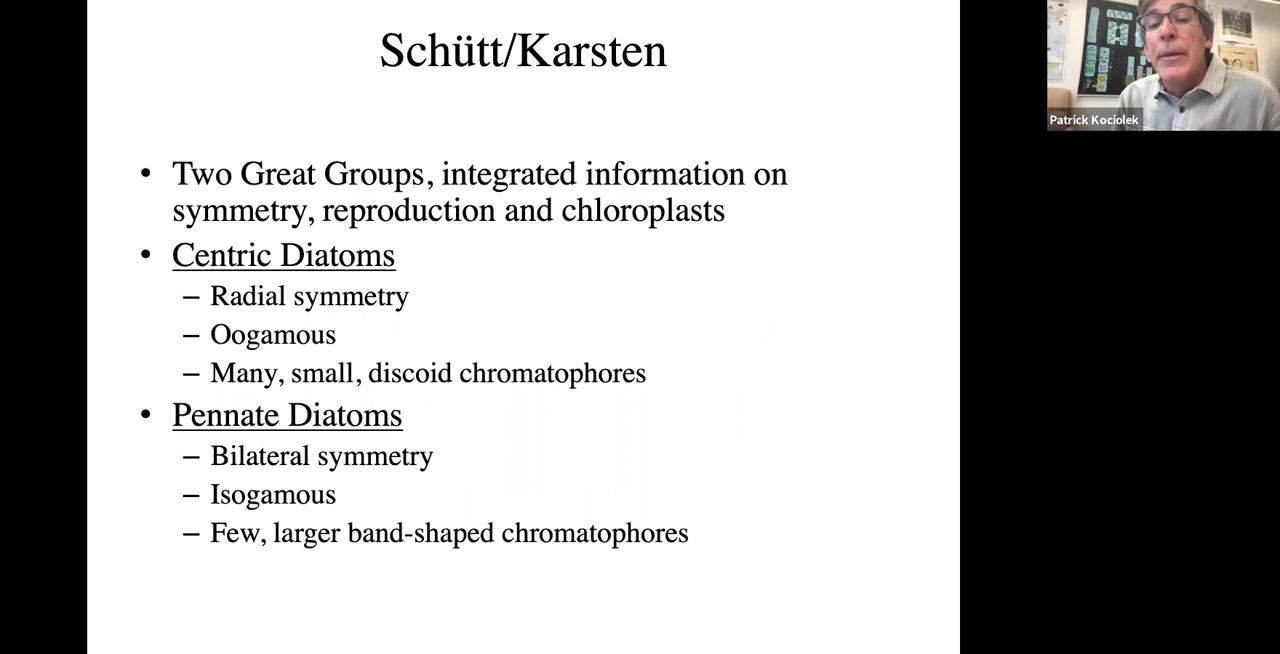 Schütt/Karsten
• Two Great Groups, integrated information on
symmetry, reproduction and chloroplasts
• Centric Diatoms
– Radial symmetry
– Oogamous
– Many, small, discoid chromatophores
• Pennate Diatoms
– Bilateral symmetry
– Isogamous
– Few, larger band-shaped chromatophores
Patrick Kociolek